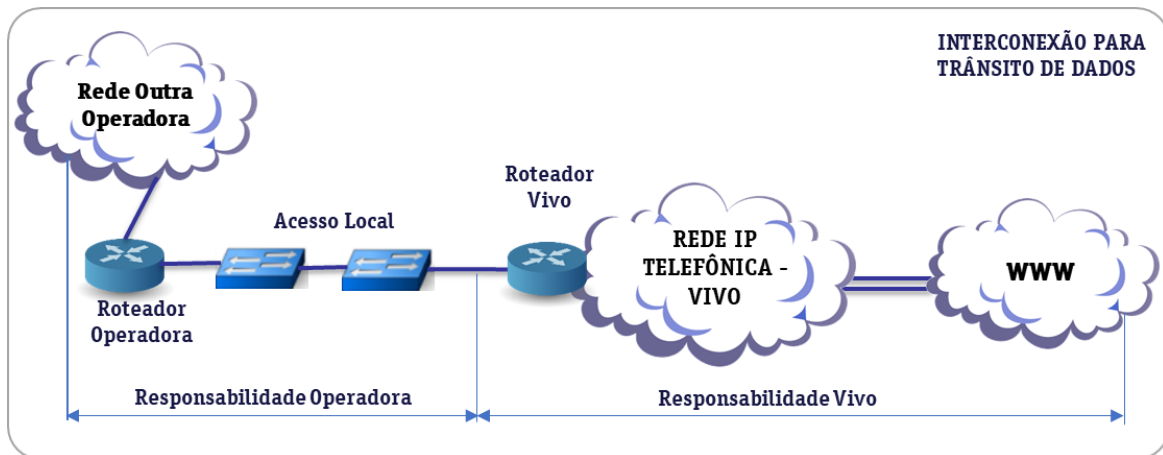 INTERCONEXÃO PARA
TRÂNSITO DE DADOS
Rede Outra
Operadora
Roteador
Vivo
Acesso Local
REDE IP
TELEFÔNICA -
VIVO
WWW
Roteador
Operadora
Responsabilidade Operadora
Responsabilidade Vivo